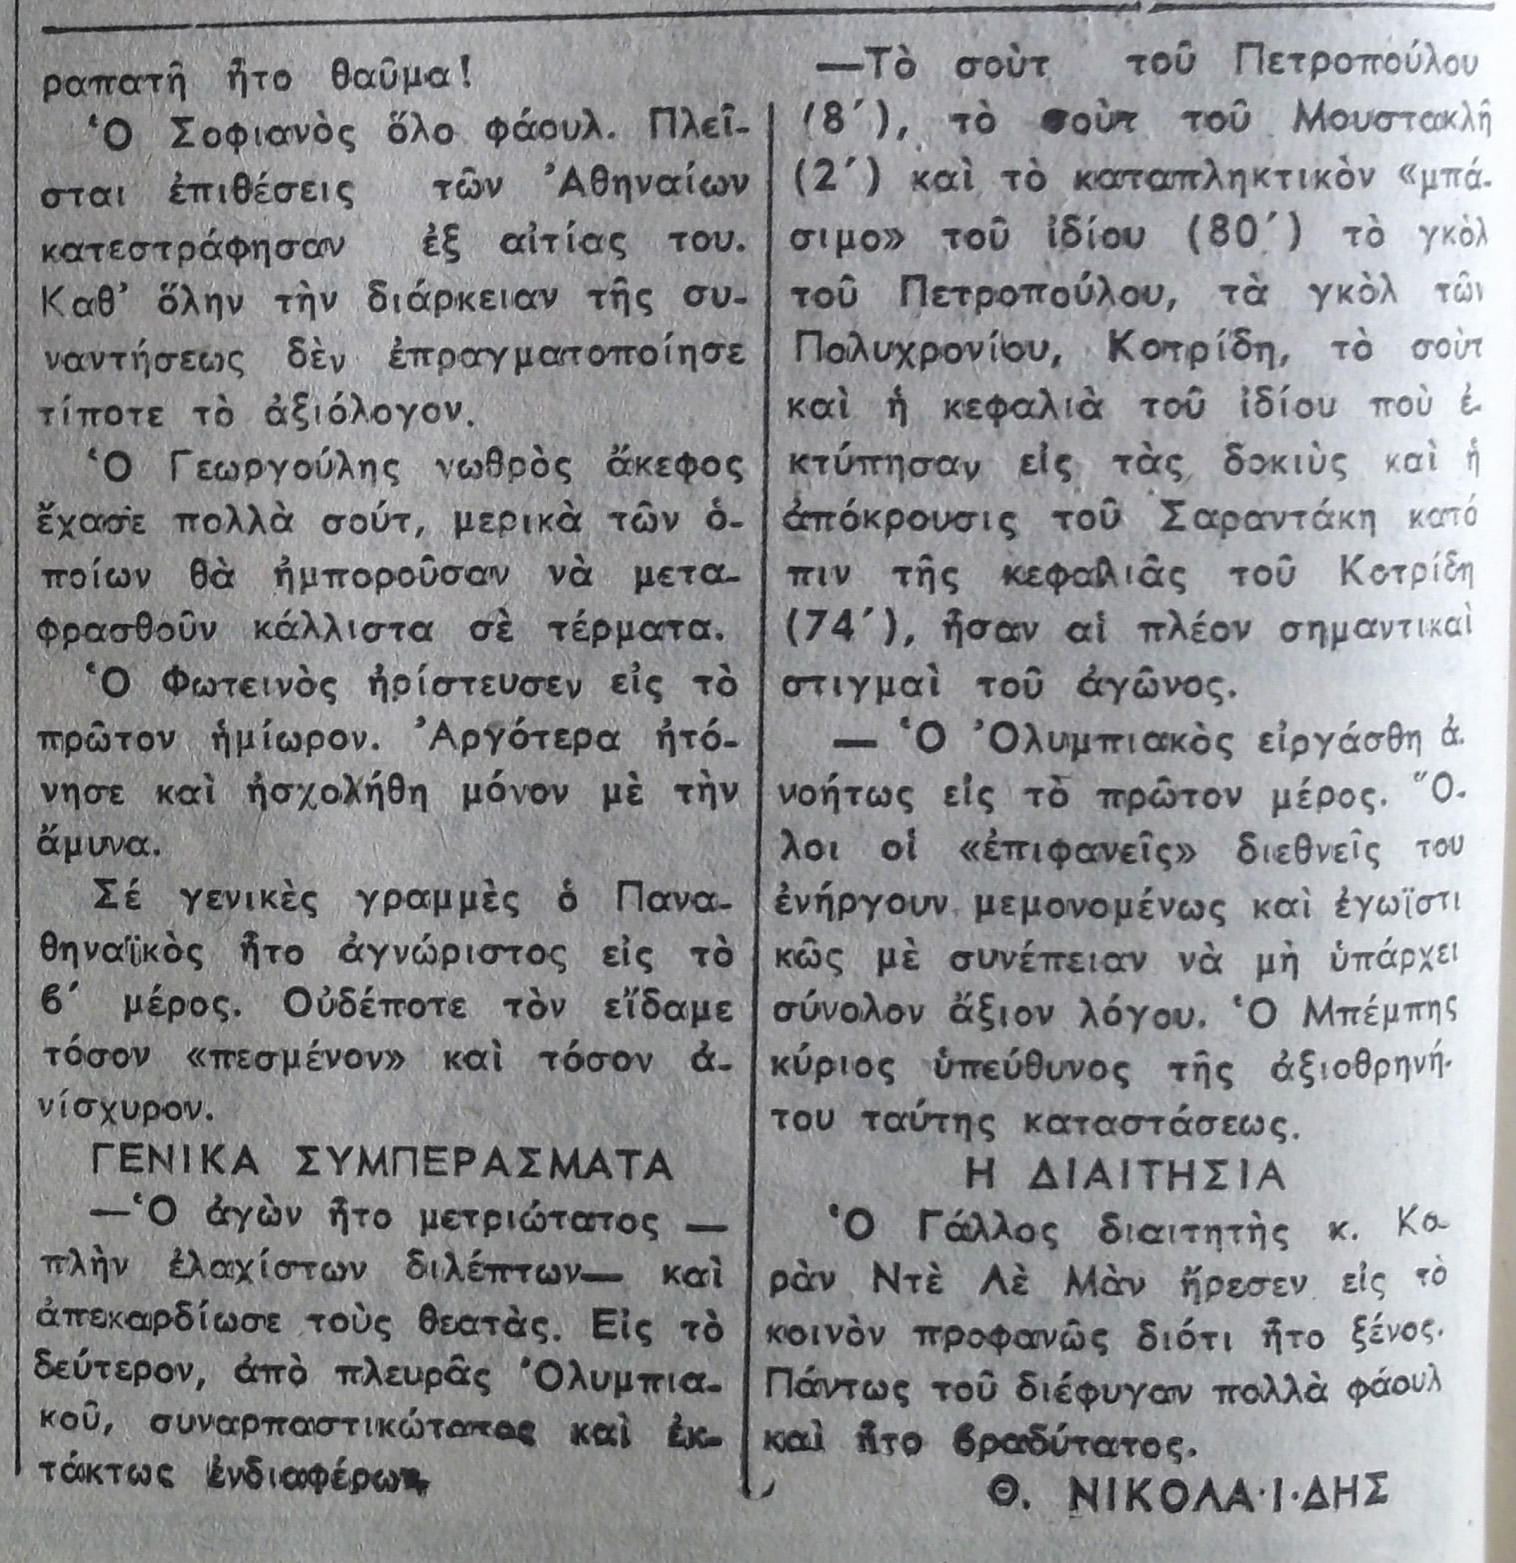 ραπατῆ ἦτο θαῦμα!
Ὁ Σοφιανὸς ὅλο φάουλ. Πλεῖ-
σται ἐπιθέσεις τῶν Ἀθηναίων
κατεστράφησαν ἐξ αἰτίας του.
Καθ’ ὅλην τὴν διάρκειαν τῆς συ-
ναντήσεως δὲν ἐπραγματοποίησε
τίποτε τὸ ἀξιόλογον.
Ὁ Γεωργούλης νωθρὸς ἄκεφος
ἔχασε πολλὰ σούτ, μερικὰ τῶν ὁ-
ποίων θὰ ἠμποροῦσαν νὰ μετα-
φρασθοῦν κάλλιστα σὲ τέρματα.
Ὁ Φωτεινὸς ἠρίστευσεν εἰς τὸ
πρῶτον ἡμίωρον. Ἀργότερα ἠτό-
νησε καὶ ἠσχολήθη μόνον μὲ τὴν
ἄμυνα.
Σέ γενικὲς γραμμὲς ὁ Πανα-
θηναϊκὸς ἦτο ἀγνώριστος εἰς τὸ
β′ μέρος. Οὐδέποτε τὸν εἴδαμε
τόσον «πεσμένον» καὶ τόσον ἀ-
νίσχυρον.
ΓΕΝΙΚΑ ΣΥΜΠΕΡΑΣΜΑΤΑ
—Ὁ ἀγὼν ἦτο μετριώτατος —
πλὴν ἐλαχίστων διλέπτων— καὶ
ἀπεκαρδίωσε τοὺς θεατὰς. Εἰς τὸ
δεύτερον, ἀπὸ πλευρᾶς Ὀλυμπια-
κοῦ, συναρπαστικώτατος καὶ ἐκ-
τάκτως ἐνδιαφέρων
—Τὸ σοὺτ τοῦ Πετροπούλου
(8′), τὸ σοὺτ τοῦ Μουστακλῆ
(2′) καὶ τὸ καταπληκτικὸν «μπά-
σιμο» τοῦ ἰδίου (80′) τὸ γκὸλ
τοῦ Πετροπούλου, τὰ γκὸλ τῶν
Πολυχρονίου, Κοτρίδη, τὸ σοὺτ
καὶ ἡ κεφαλιὰ τοῦ ἰδίου ποὺ ἐ-
κτύπησαν εἰς τὰς δοκοὺς καὶ ἡ
ἀπόκρουσις τοῦ Σαραντάκη κατό
πιν τῆς κεφαλιᾶς τοῦ Κοτρίδη
(74′), ἦσαν αἱ πλέον σημαντικαὶ
στιγμαὶ τοῦ ἀγῶνος.
— Ὁ Ὀλυμπιακὸς εἰργάσθη ἀ-
νοήτως εἰς τὸ πρῶτον μέρος. Ὅ-
λοι οἱ «ἐπιφανεῖς» διεθνεῖς του
ἐνήργουν μεμονομένως καὶ ἐγωϊστι
κῶς μὲ συνέπειαν νὰ μὴ ὑπάρχει
σύνολον ἄξιον λόγου. Ὁ Μπέμπης
κύριος ὑπεύθυνος τῆς ἀξιοθρηνή-
του ταύτης καταστάσεως.
Η ΔΙΑΙΤΗΣΙΑ
Ὁ Γάλλος διαιτητὴς κ. Κα-
ρὰν Ντὲ Λὲ Μὰν ἤρεσεν εἰς τὸ
κοινὸν προφανῶς διότι ἦτο ξένος.
Πάντως τοῦ διέφυγαν πολλὰ φάουλ
καὶ ἦτο βραδύτατος.
Θ. ΝΙΚΟΛΑ·Ι·ΔΗΣ